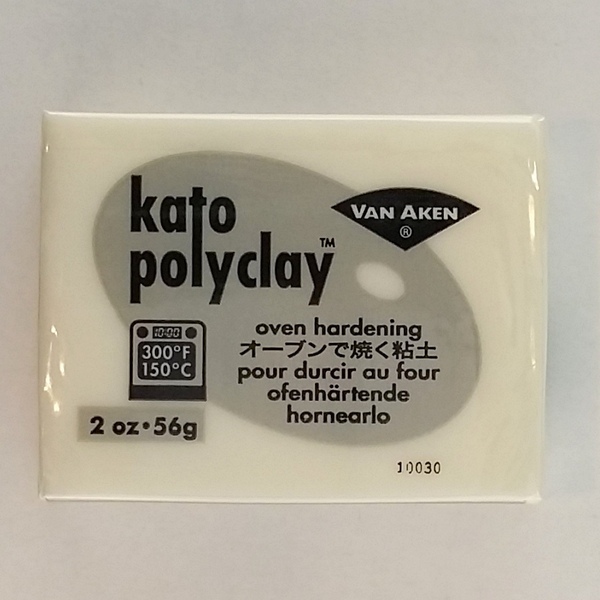 kato
polyclay™
VAN AKEN
®
10:00
300°F
150°C
oven hardening
オーブンで焼く粘土
pour durcir au four
ofenhärtende
hornearlo
2 oz•56g
10030